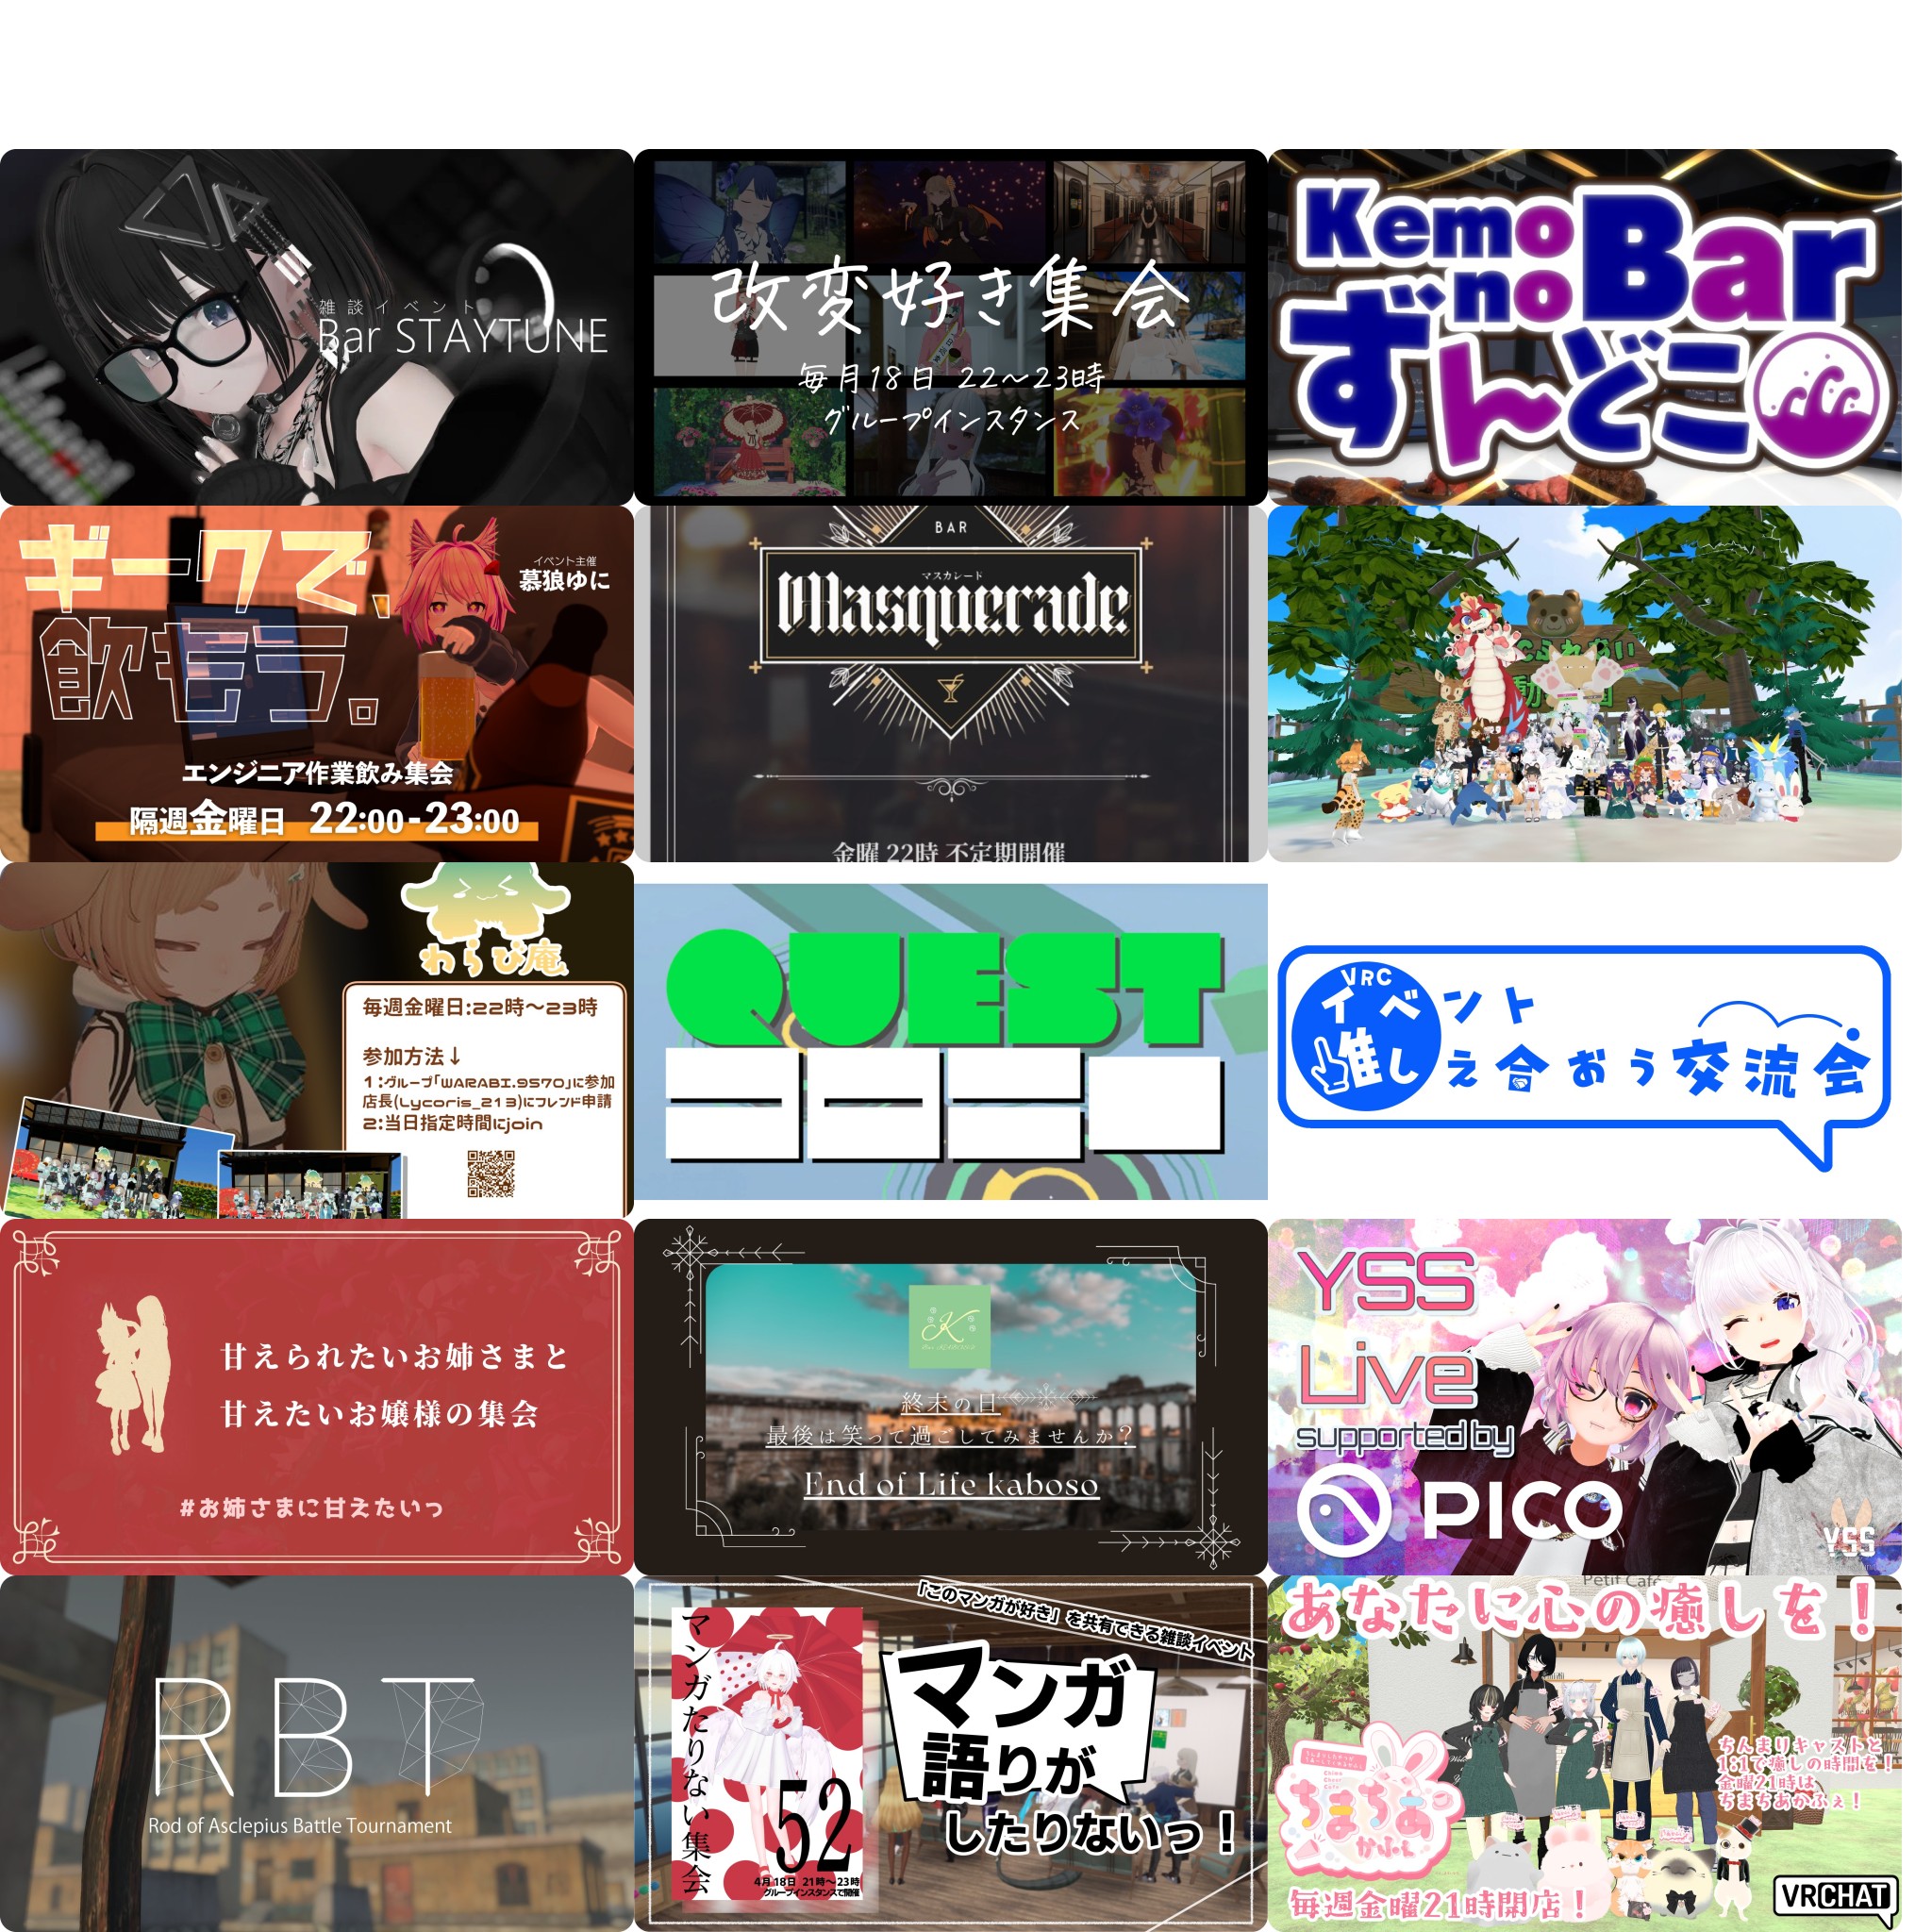 雑談イベント
Bar STAYTUNE
改変好き集会
毎月18日 22～23時
グループインスタンス
Kemo
no
Bar
ずんどこ
ギークで、
飲もう。
イベント主催
慕狼ゆに
エンジニア作業飲み集会
隔週金曜日 22:00-23:00
BAR
マスカレード
Masquerade
金曜 22時 不定期開催
わらび庵
毎週金曜日:22時～23時
参加方法↓
1:グループ「WARABI.9570」に参加
店長(Lycoris_213)にフレンド申請
2:当日指定時間にjoin
QUEST
コロニー
VRC
イベント
推しえ合おう交流会
甘えられたいお姉さまと
甘えたいお嬢様の集会
#お姉さまに甘えたいっ
K
終末の日
最後は笑って過ごしてみませんか?
End of Life kaboso
YSS
Live
supported by
PICO
YSS
RBT
Rod of Asclepius Battle Tournament
「このマンガが好き」を共有できる雑談イベント
マンガたりない集会
52
4月18日 21時～23時
グループインスタンスで開催
マンガ
語りが
したりないっ！
Petit Café
あなたに心の癒しを！
ちんまりキャストと
1:1で癒しの時間を！
金曜21時は
ちまちあかふぇ！
ちまちあ
かふぇ
毎週金曜21時開店！
VRCHAT